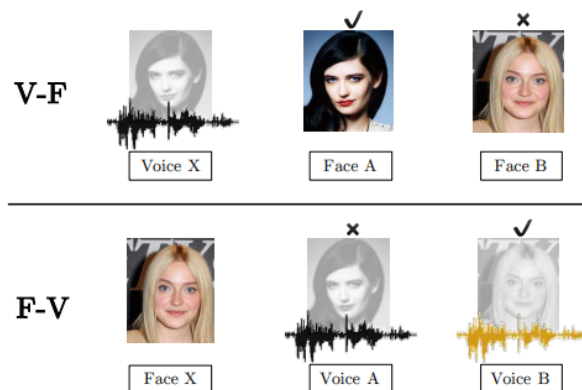 V-F
Voice X
Face A
Face B
F-V
Face X
Voice A
Voice B